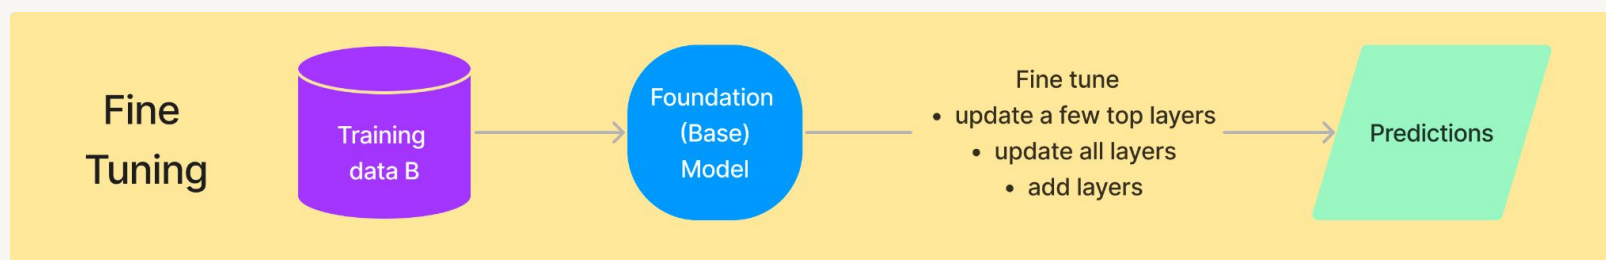 Fine
Tuning
Training
data B
Foundation
(Base)
Model
Fine tune
• update a few top layers
• update all layers
• add layers
Predictions